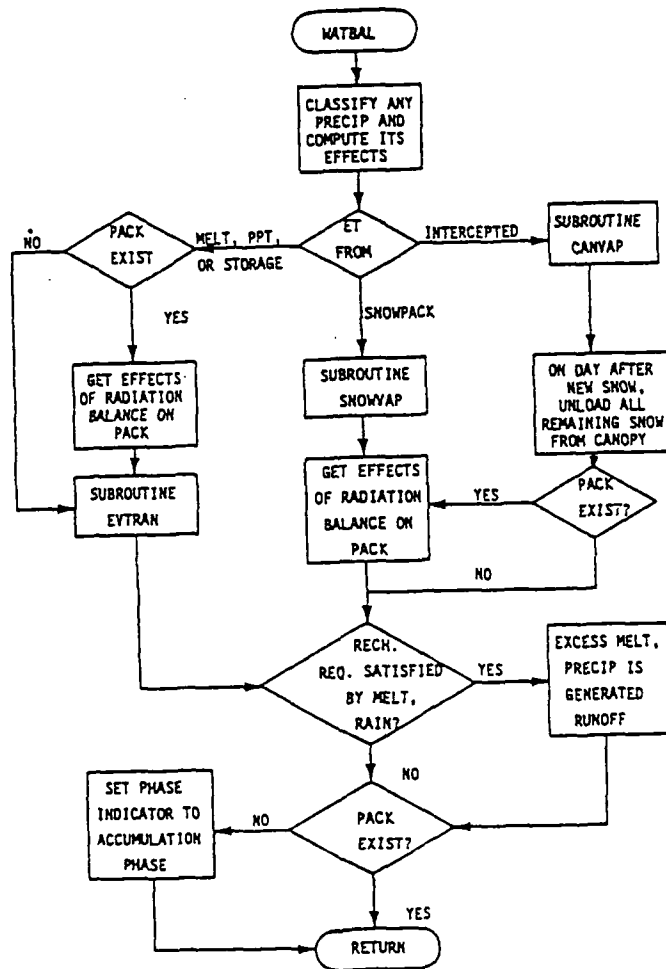 WATBAL
CLASSIFY ANY
PRECIP AND
COMPUTE ITS
EFFECTS
PACK
EXIST
NO
MELT, PPT,
OR STORAGE
ET
FROM
INTERCEPTED
SUBROUTINE
CANVAP
YES
SNOWPACK
GET EFFECTS
OF RADIATION
BALANCE ON
PACK
SUBROUTINE
SNOWVAP
ON DAY AFTER
NEW SNOW,
UNLOAD ALL
REMAINING SNOW
FROM CANOPY
SUBROUTINE
EVTRAN
GET EFFECTS
OF RADIATION
BALANCE ON
PACK
YES
PACK
EXIST?
NO
RECH.
REQ. SATISFIED
BY MELT,
RAIN?
YES
EXCESS MELT,
PRECIP IS
GENERATED
RUNOFF
NO
SET PHASE
INDICATOR TO
ACCUMULATION
PHASE
NO
PACK
EXIST?
YES
RETURN